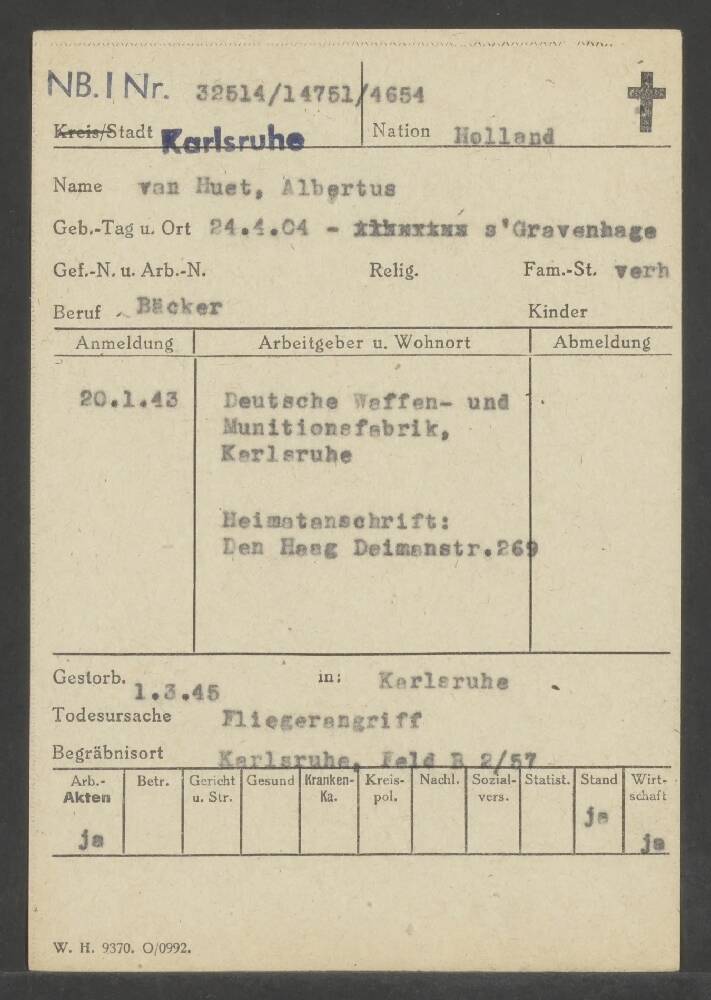 NB. I Nr. 32514/14751/4654
Kreis/Stadt Karlsruhe Nation Holland
Name van Huet, Albertus
Geb.-Tag u. Ort 24.4.04 - s'Gravenhage
Gef.-N. u. Arb.-N. Relig. Fam.-St. verh
Beruf Bäcker Kinder
Anmeldung Arbeitgeber u. Wohnort Abmeldung
20.1.43 Deutsche Waffen- und
Munitionsfabrik,
Karlsruhe
Heimatanschrift:
Den Haag Deimanstr.269
Gestorb. 1.3.45 in: Karlsruhe
Todesursache Fliegerangriff
Begräbnisort Karlsruhe, Feld R 2/57
Arb.-Akten Betr. Gericht u. Str. Gesund Kranken-Ka. Kreis-pol. Nachl. Sozial-vers. Statist. Stand Wirt-schaft
ja ja ja
W. H. 9370. O/0992.